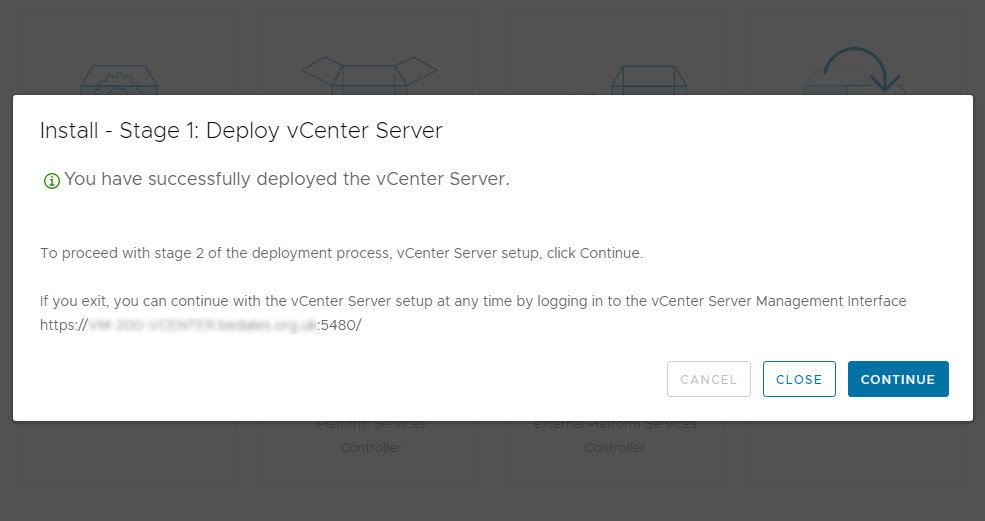 Install - Stage 1: Deploy vCenter Server
You have successfully deployed the vCenter Server.
To proceed with stage 2 of the deployment process, vCenter Server setup, click Continue.
If you exit, you can continue with the vCenter Server setup at any time by logging in to the vCenter Server Management Interface
https:// :5480/
CANCEL CLOSE CONTINUE
Platform Services external Platform Services
Controller Controller